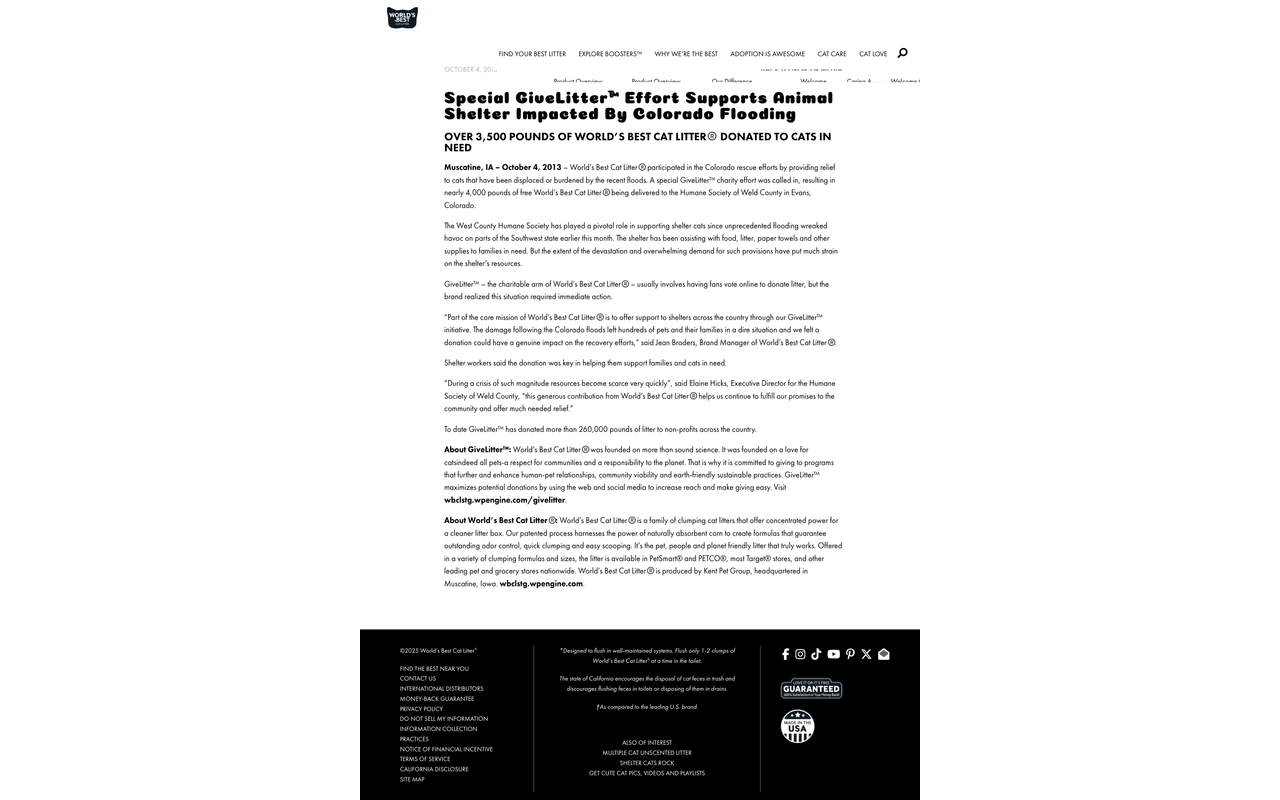 WORLD'S
BEST
FIND YOUR BEST LITTER EXPLORE BOOSTERS™ WHY WE'RE THE BEST ADOPTION IS AWESOME CAT CARE CAT LOVE
OCTOBER 4,
Product Overview Product Overview Our Difference Welcome Caring A Welcome
Special GiveLitter™ Effort Supports Animal
Shelter Impacted By Colorado Flooding
OVER 3,500 POUNDS OF WORLD'S BEST CAT LITTER® DONATED TO CATS IN
NEED
Muscatine, IA – October 4, 2013 – World's Best Cat Litter® participated in the Colorado rescue efforts by providing relief
to cats that have been displaced or burdened by the recent floods. A special GiveLitter™ charity effort was called in, resulting in
nearly 4,000 pounds of free World's Best Cat Litter® being delivered to the Humane Society of Weld County in Evans,
Colorado.
The West County Humane Society has played a pivotal role in supporting shelter cats since unprecedented flooding wreaked
havoc on parts of the Southwest state earlier this month. The shelter has been assisting with food, litter, paper towels and other
supplies to families in need. But the extent of the devastation and overwhelming demand for such provisions have put much strain
on the shelter's resources.
GiveLitter™ – the charitable arm of World's Best Cat Litter® – usually involves having fans vote online to donate litter, but the
brand realized this situation required immediate action.
"Part of the core mission of World's Best Cat Litter® is to offer support to shelters across the country through our GiveLitter™
initiative. The damage following the Colorado floods left hundreds of pets and their families in a dire situation and we felt a
donation could have a genuine impact on the recovery efforts," said Jean Broders, Brand Manager of World's Best Cat Litter®.
Shelter workers said the donation was key in helping them support families and cats in need.
"During a crisis of such magnitude resources become scarce very quickly", said Elaine Hicks, Executive Director for the Humane
Society of Weld County, "this generous contribution from World's Best Cat Litter® helps us continue to fulfill our promises to the
community and offer much needed relief."
To date GiveLitter™ has donated more than 260,000 pounds of litter to non-profits across the country.
About GiveLitter™: World's Best Cat Litter® was founded on more than sound science. It was founded on a love for
catsindeed all pets-a respect for communities and a responsibility to the planet. That is why it is committed to giving to programs
that further and enhance human-pet relationships, community viability and earth-friendly sustainable practices. GiveLitter™
maximizes potential donations by using the web and social media to increase reach and make giving easy. Visit
wbclstg.wpengine.com/givelitter.
About World's Best Cat Litter®: World's Best Cat Litter® is a family of clumping cat litters that offer concentrated power for
a cleaner litter box. Our patented process harnesses the power of naturally absorbent corn to create formulas that guarantee
outstanding odor control, quick clumping and easy scooping. It's the pet, people and planet friendly litter that truly works. Offered
in a variety of clumping formulas and sizes, the litter is available in PetSmart® and PETCO®, most Target® stores, and other
leading pet and grocery stores nationwide. World's Best Cat Litter® is produced by Kent Pet Group, headquartered in
Muscatine, Iowa. wbclstg.wpengine.com.
©2025 World's Best Cat Litter®
FIND THE BEST NEAR YOU
CONTACT US
INTERNATIONAL DISTRIBUTORS
MONEY-BACK GUARANTEE
PRIVACY POLICY
DO NOT SELL MY INFORMATION
INFORMATION COLLECTION
PRACTICES
NOTICE OF FINANCIAL INCENTIVE
TERMS OF SERVICE
CALIFORNIA DISCLOSURE
SITE MAP
*Designed to flush in well-maintained systems. Flush only 1-2 clumps of
World's Best Cat Litter® at a time in the toilet.
The state of California encourages the disposal of cat feces in trash and
discourages flushing feces in toilets or disposing of them in drains.
†As compared to the leading U.S. brand.
ALSO OF INTEREST
MULTIPLE CAT UNSCENTED LITTER
SHELTER CATS ROCK
GET CUTE CAT PICS, VIDEOS AND PLAYLISTS
LOVE IT OR IT'S FREE
GUARANTEED
100% Satisfaction or Your Money Back!
MADE IN THE
USA